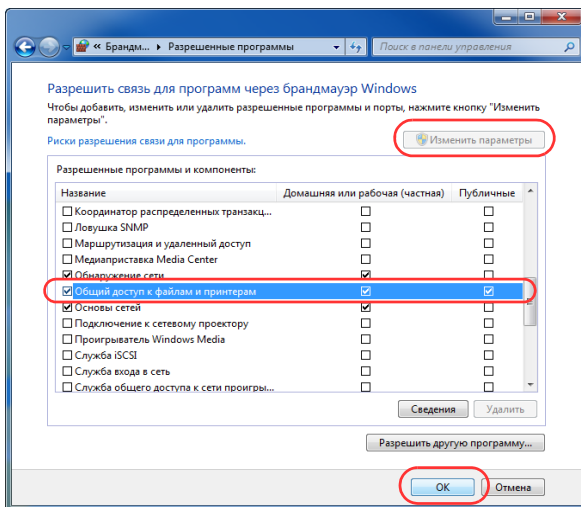 « Брандм... ▸ Разрешенные программы
Поиск в панели управления
Разрешить связь для программ через брандмауэр Windows
Чтобы добавить, изменить или удалить разрешенные программы и порты, нажмите кнопку "Изменить
параметры".
Риски разрешения связи для программы.
Изменить параметры
Разрешенные программы и компоненты:
Название Домашняя или рабочая (частная) Публичные
Координатор распределенных транзакц...
Ловушка SNMP
Маршрутизация и удаленный доступ
Медиаприставка Media Center
Обнаружение сети
Общий доступ к файлам и принтерам
Основы сетей
Подключение к сетевому проектору
Проигрыватель Windows Media
Служба iSCSI
Служба входа в сеть
Служба общего доступа к сети проигры...
Сведения Удалить
Разрешить другую программу...
ОК Отмена